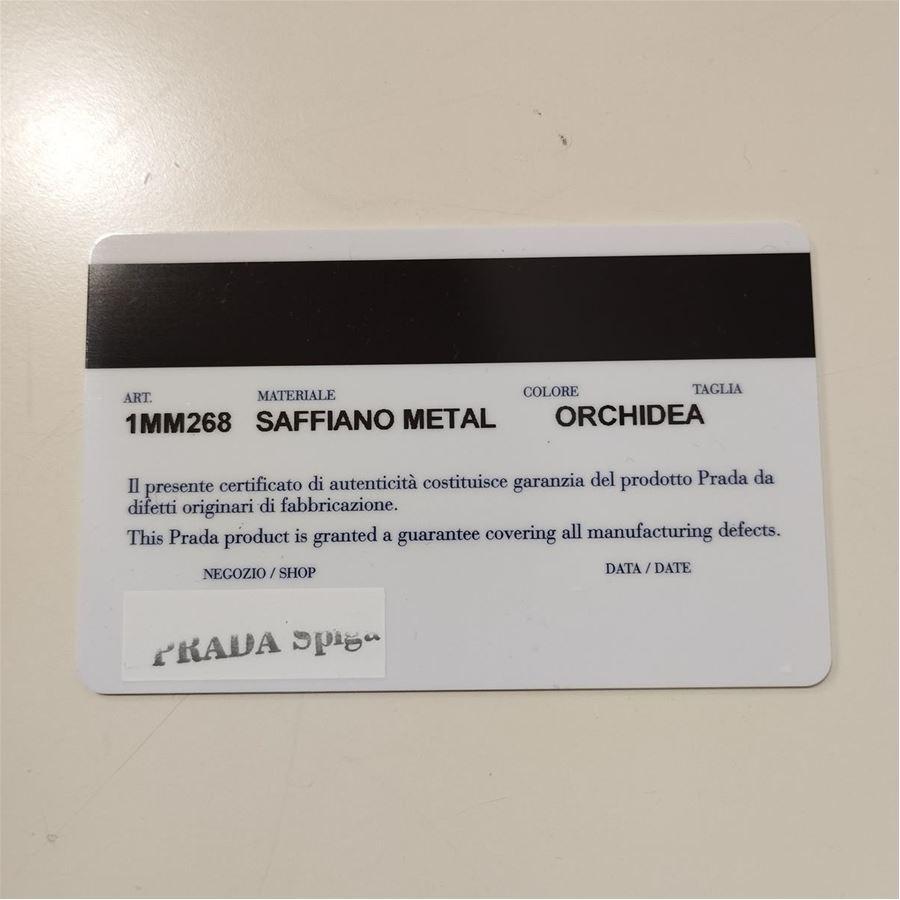 ART. MATERIALE COLORE TAGLIA
1MM268 SAFFIANO METAL ORCHIDEA
Il presente certificato di autenticità costituisce garanzia del prodotto Prada da
difetti originari di fabbricazione.
This Prada product is granted a guarantee covering all manufacturing defects.
NEGOZIO / SHOP DATA / DATE
PRADA Spiga